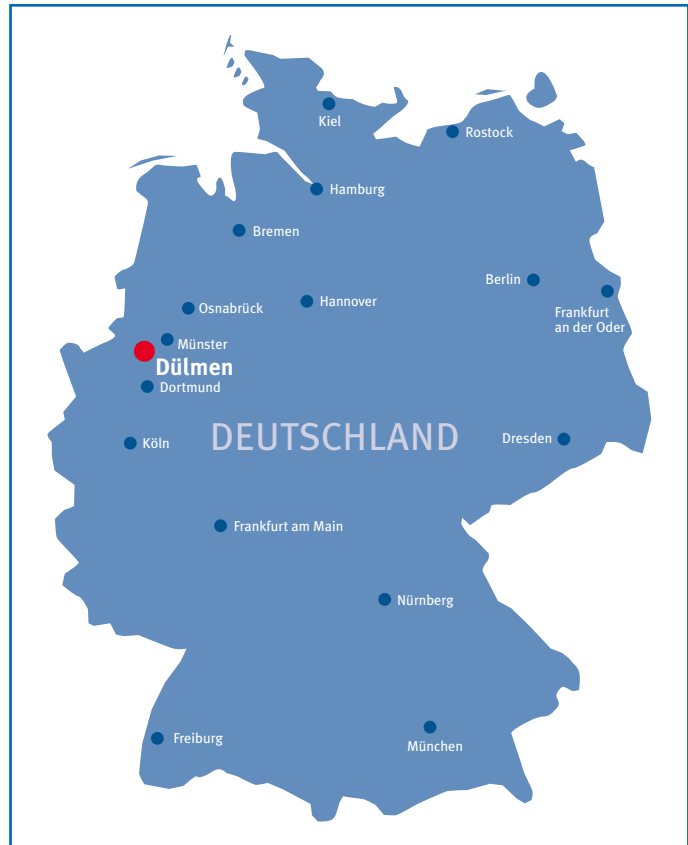 Kiel
Rostock
Hamburg
Bremen
Berlin
Hannover
Osnabrück
Frankfurt
an der Oder
Münster
Dülmen
Dortmund
DEUTSCHLAND
Dresden
Köln
Frankfurt am Main
Nürnberg
Freiburg
München